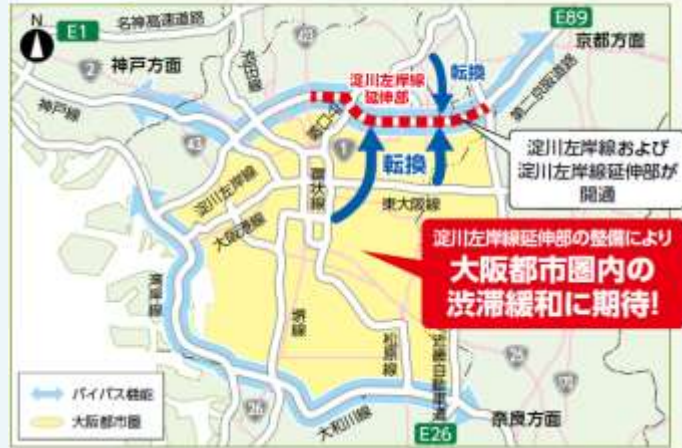 N
E1
名神高速道路
E89
京都方面
2
神戸方面
神戸線
淀川左岸線
延伸部
転換
第二京阪道路
43
1
転換
淀川左岸線および
淀川左岸線延伸部が
開通
淀川左岸線
環状線
東大阪線
大阪港線
淀川左岸線延伸部の整備により
大阪都市圏内の
渋滞緩和に期待!
湾岸線
堺線
松原線
近畿自動車道
25
26
バイパス機能
大阪都市圏
大和川線
E26
奈良方面